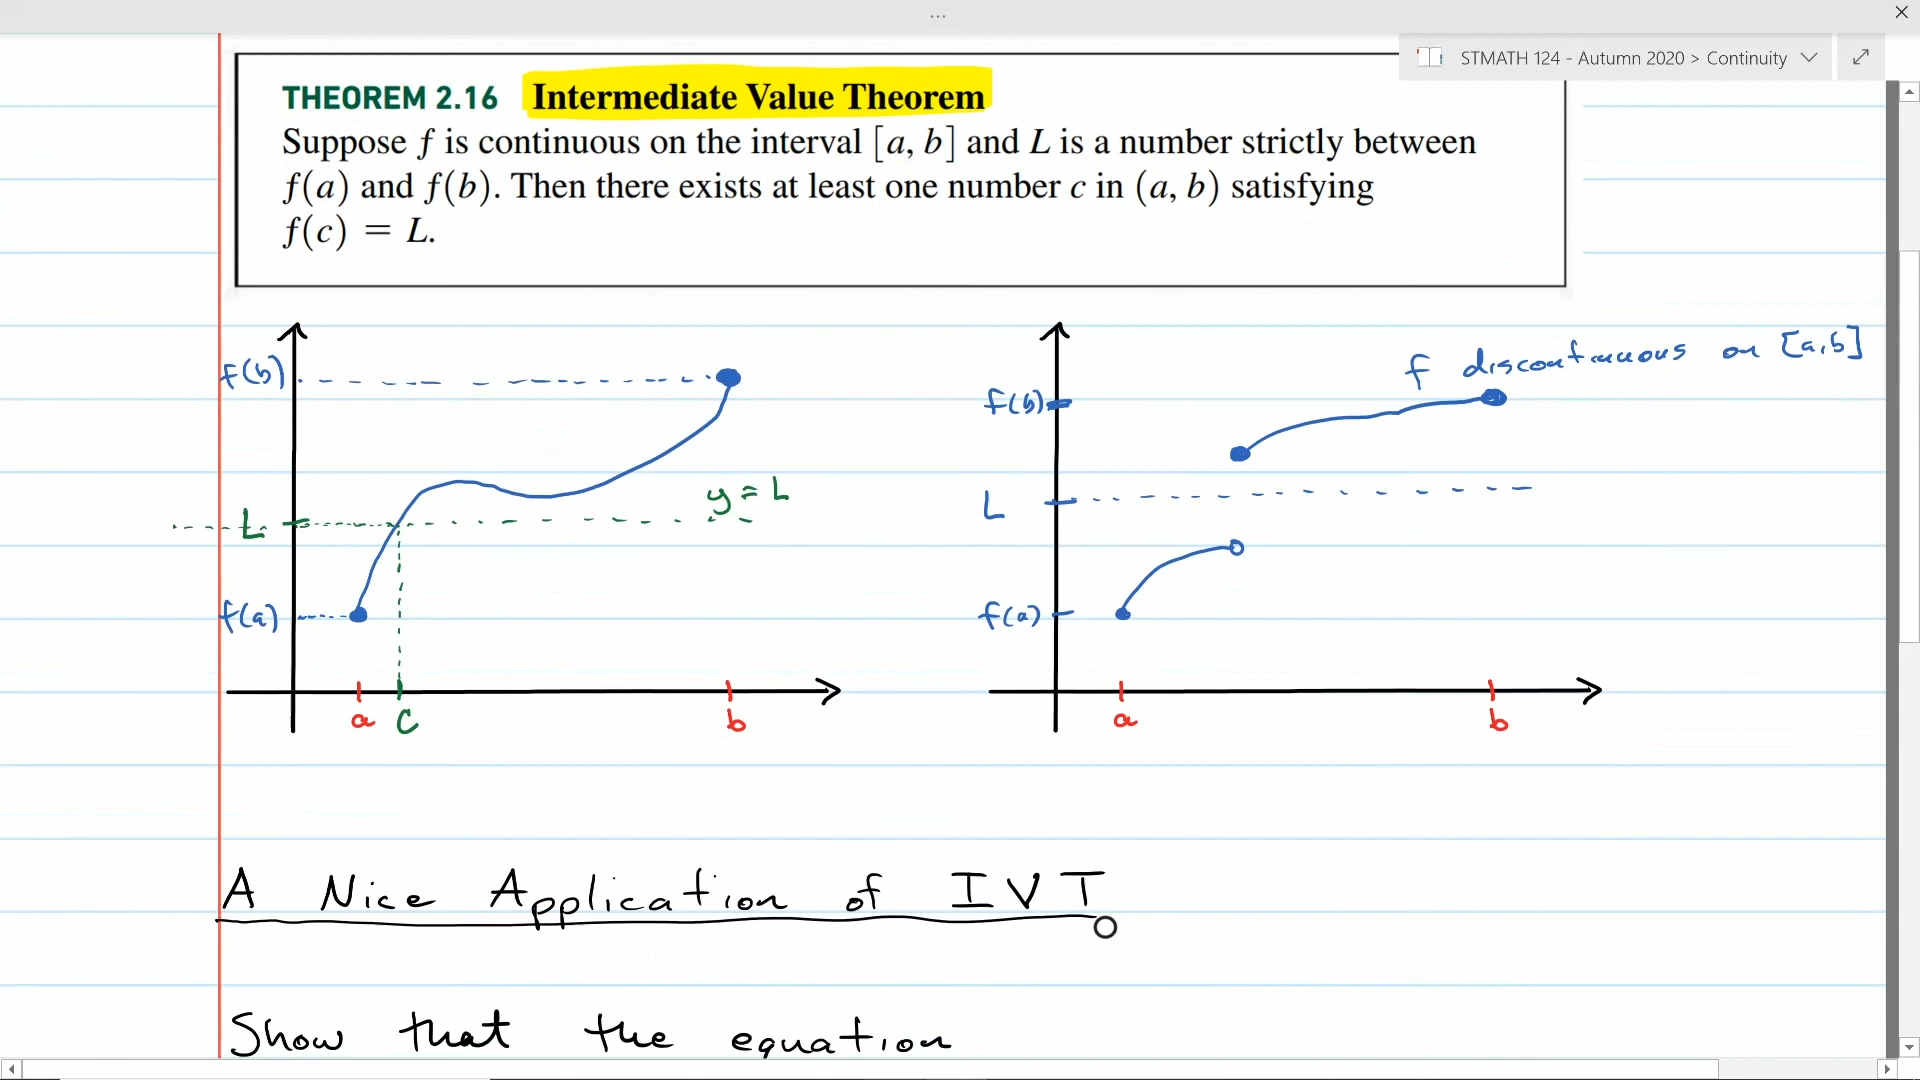 ...
STMATH 124 - Autumn 2020 > Continuity
THEOREM 2.16 Intermediate Value Theorem
Suppose f is continuous on the interval [a, b] and L is a number strictly between
f(a) and f(b). Then there exists at least one number c in (a, b) satisfying
f(c) = L.
f(b)
L
y = L
f(a)
a
c
b
f discontinuous on [a,b]
f(b)
L
f(a)
a
b
A Nice Application of IVT
Show that the equation